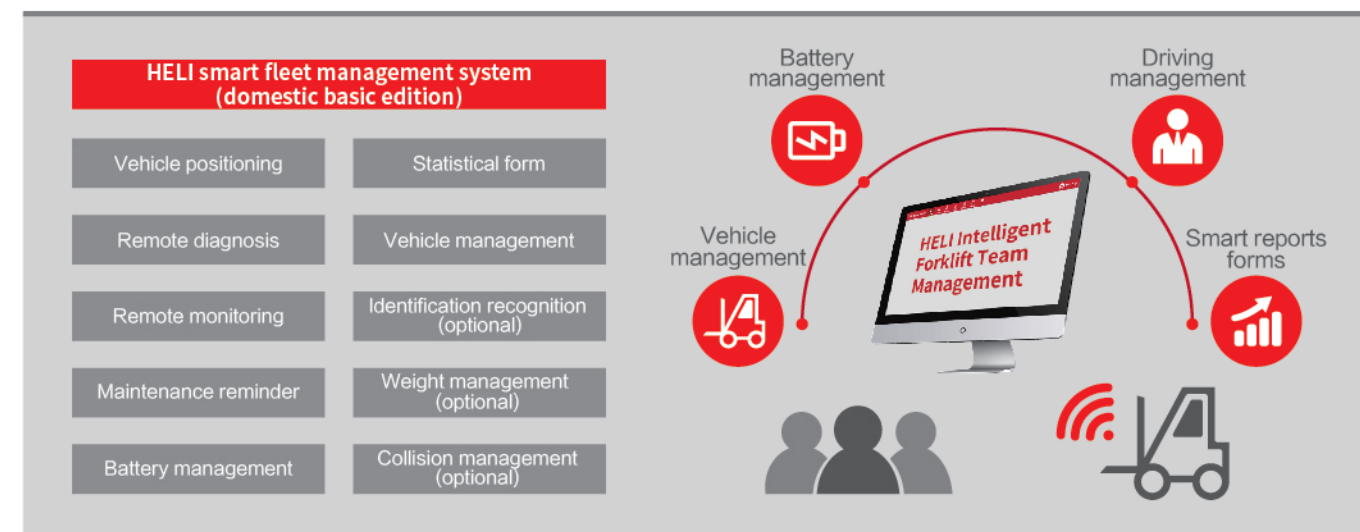 HELI smart fleet management system
(domestic basic edition)
Vehicle positioning
Statistical form
Remote diagnosis
Vehicle management
Remote monitoring
Identification recognition
(optional)
Maintenance reminder
Weight management
(optional)
Battery management
Collision management
(optional)
Battery
management
Driving
management
Vehicle
management
HELI Intelligent
Forklift Team
Management
Smart reports
forms